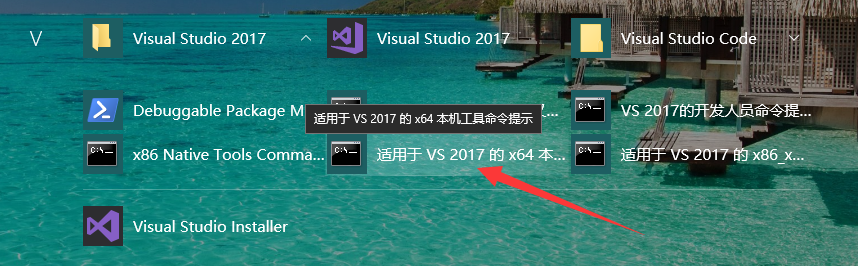 V
Visual Studio 2017
Visual Studio 2017
Visual Studio Code
Debuggable Package M
VS 2017的开发人员命令提...
适用于 VS 2017 的 x64 本机工具命令提示
x86 Native Tools Comma...
适用于 VS 2017 的 x64 本...
适用于 VS 2017 的 x86_x...
Visual Studio Installer